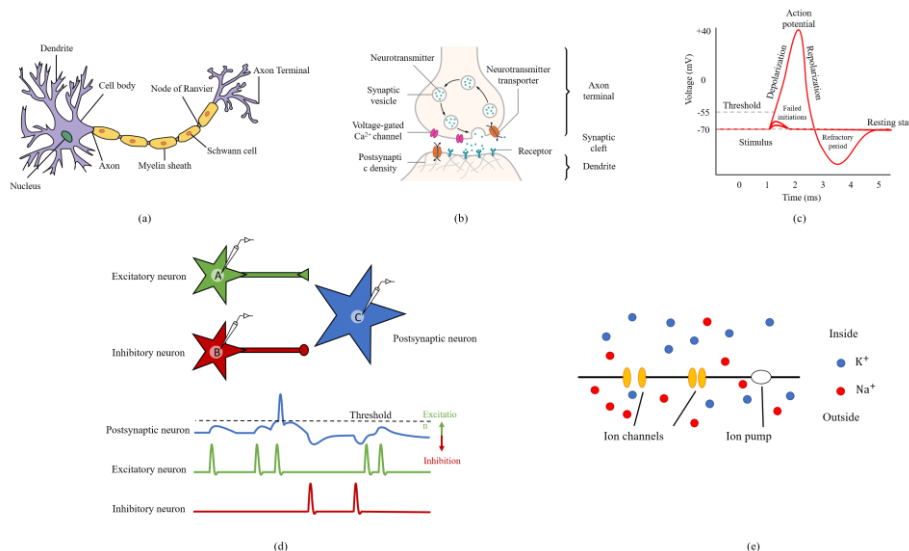 Dendrite
Cell body
Node of Ranvier
Axon Terminal
Schwann cell
Axon
Myelin sheath
Nucleus
(a)
Neurotransmitter
Neurotransmitter
transporter
Synaptic
vesicle
Axon
terminal
Voltage-gated
Ca²⁺ channel
Synaptic
cleft
Postsynapti
c density
Receptor
Dendrite
(b)
Action
potential
+40
Voltage (mV)
0
-55
-70
Depolarization
Repolarization
Threshold
Failed
initiations
Stimulus
Resting stat
Refractory
period
0 1 2 3 4 5
Time (ms)
(c)
A
Excitatory neuron
C
Postsynaptic neuron
B
Inhibitory neuron
Threshold
Excitatio
n
Postsynaptic neuron
Inhibition
Excitatory neuron
Inhibitory neuron
(d)
Inside
K⁺
Na⁺
Outside
Ion channels
Ion pump
(e)